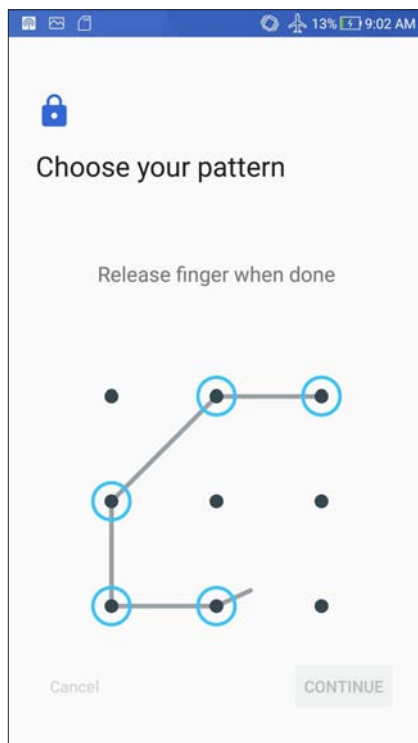 13% 9:02 AM
Choose your pattern
Release finger when done
Cancel
CONTINUE